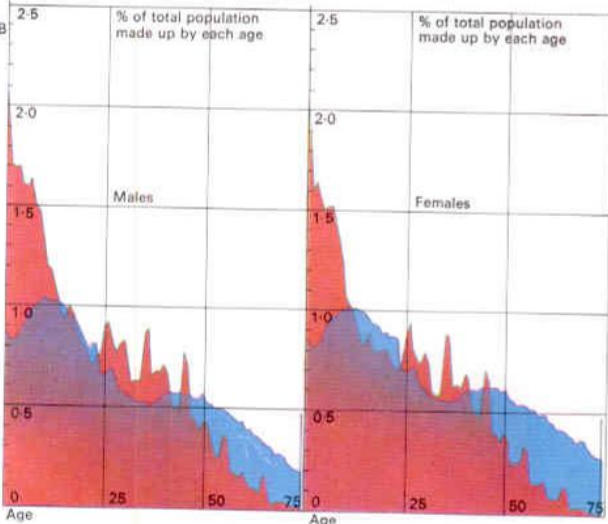 B
2·5
% of total population
made up by each age
2·0
1·5
Males
1·0
0·5
0
25
50
75
Age
2·5
% of total population
made up by each age
2·0
1·5
Females
1·0
0·5
0
25
50
75
Age